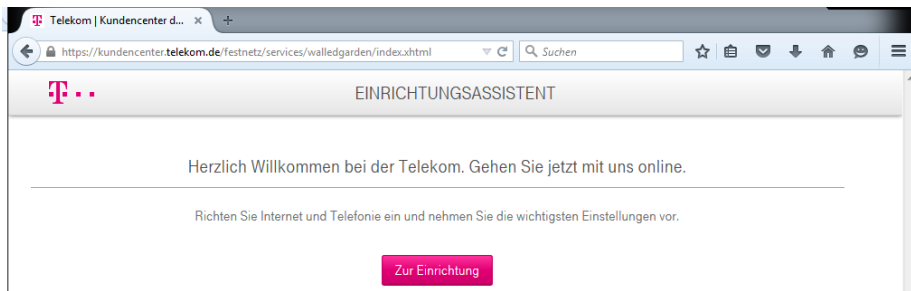 Telekom | Kundencenter d...
https://kundencenter.telekom.de/festnetz/services/walledgarden/index.xhtml
Suchen
T
EINRICHTUNGSASSISTENT
Herzlich Willkommen bei der Telekom. Gehen Sie jetzt mit uns online.
Richten Sie Internet und Telefonie ein und nehmen Sie die wichtigsten Einstellungen vor.
Zur Einrichtung